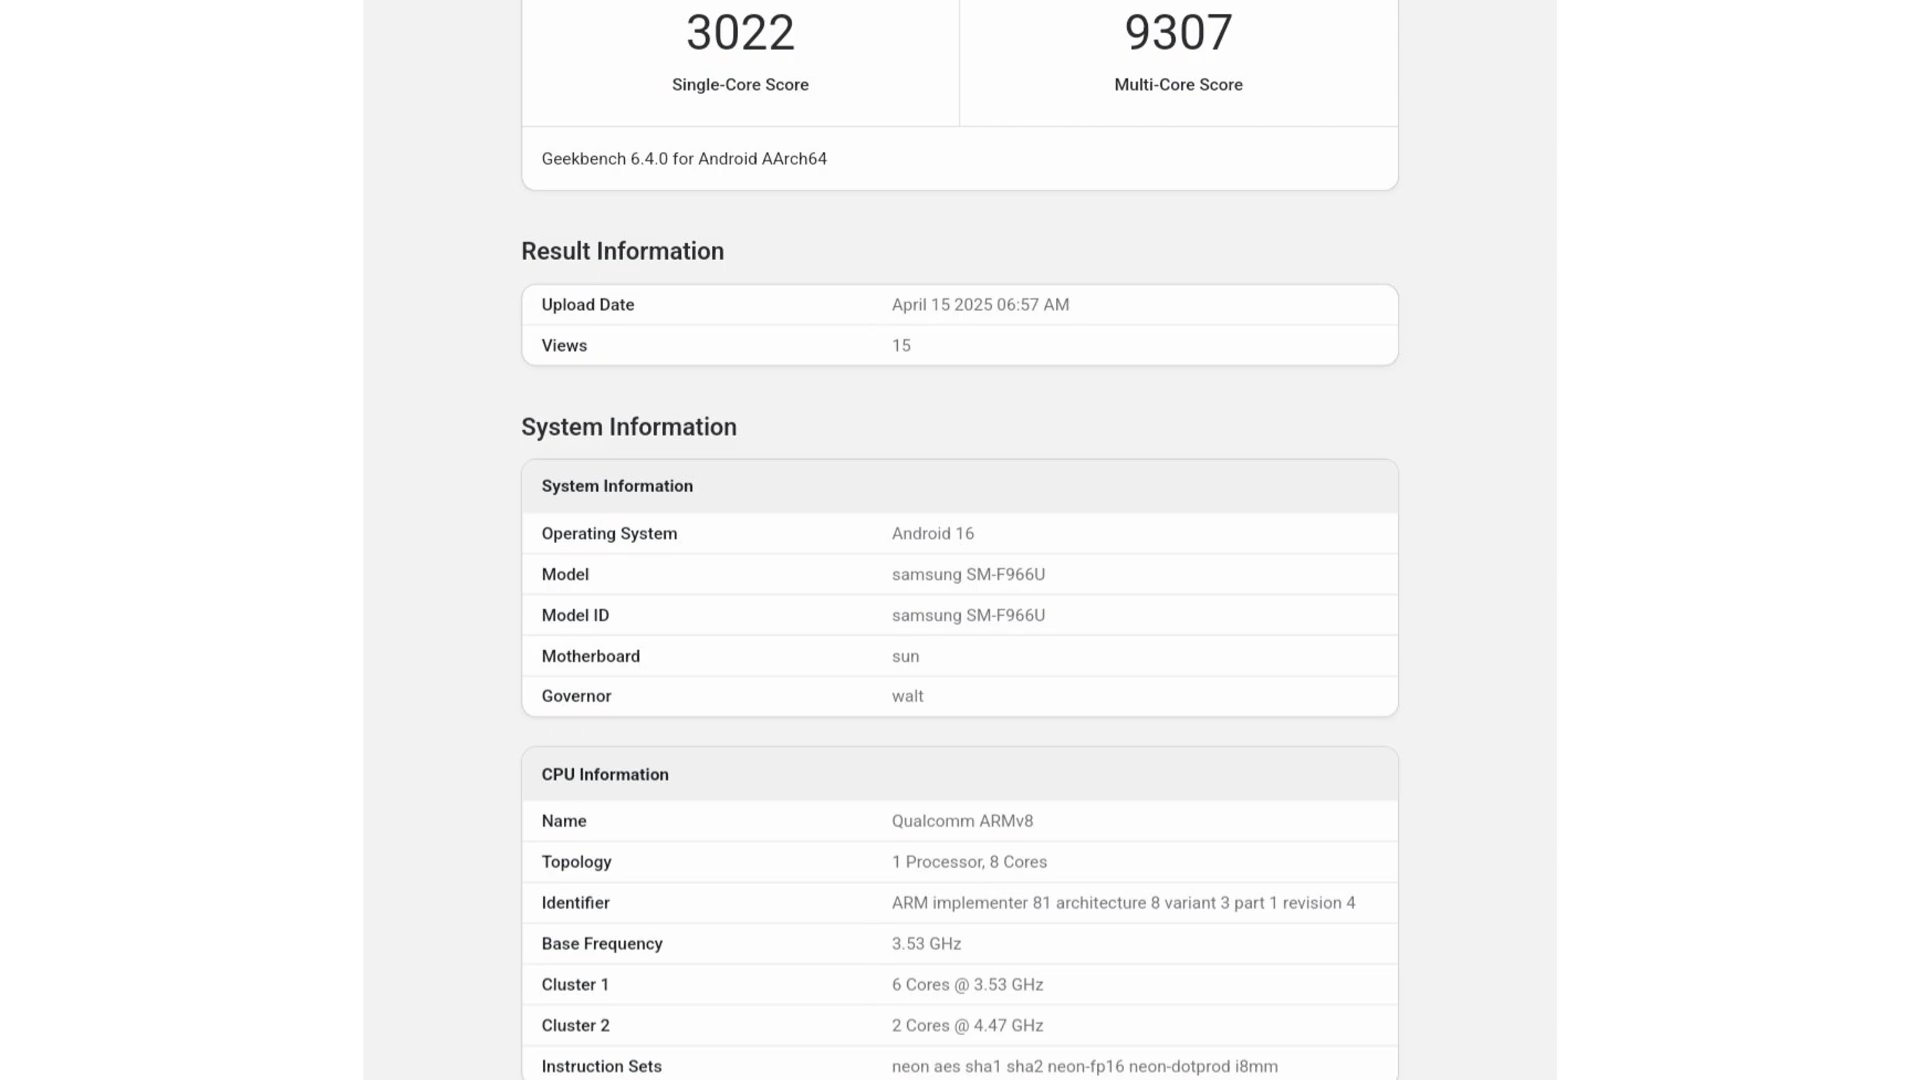 3022
9307
Single-Core Score
Multi-Core Score
Geekbench 6.4.0 for Android AArch64
Result Information
Upload Date April 15 2025 06:57 AM
Views 15
System Information
System Information
Operating System Android 16
Model samsung SM-F966U
Model ID samsung SM-F966U
Motherboard sun
Governor walt
CPU Information
Name Qualcomm ARMv8
Topology 1 Processor, 8 Cores
Identifier ARM implementer 81 architecture 8 variant 3 part 1 revision 4
Base Frequency 3.53 GHz
Cluster 1 6 Cores @ 3.53 GHz
Cluster 2 2 Cores @ 4.47 GHz
Instruction Sets neon aes sha1 sha2 neon-fp16 neon-dotprod i8mm